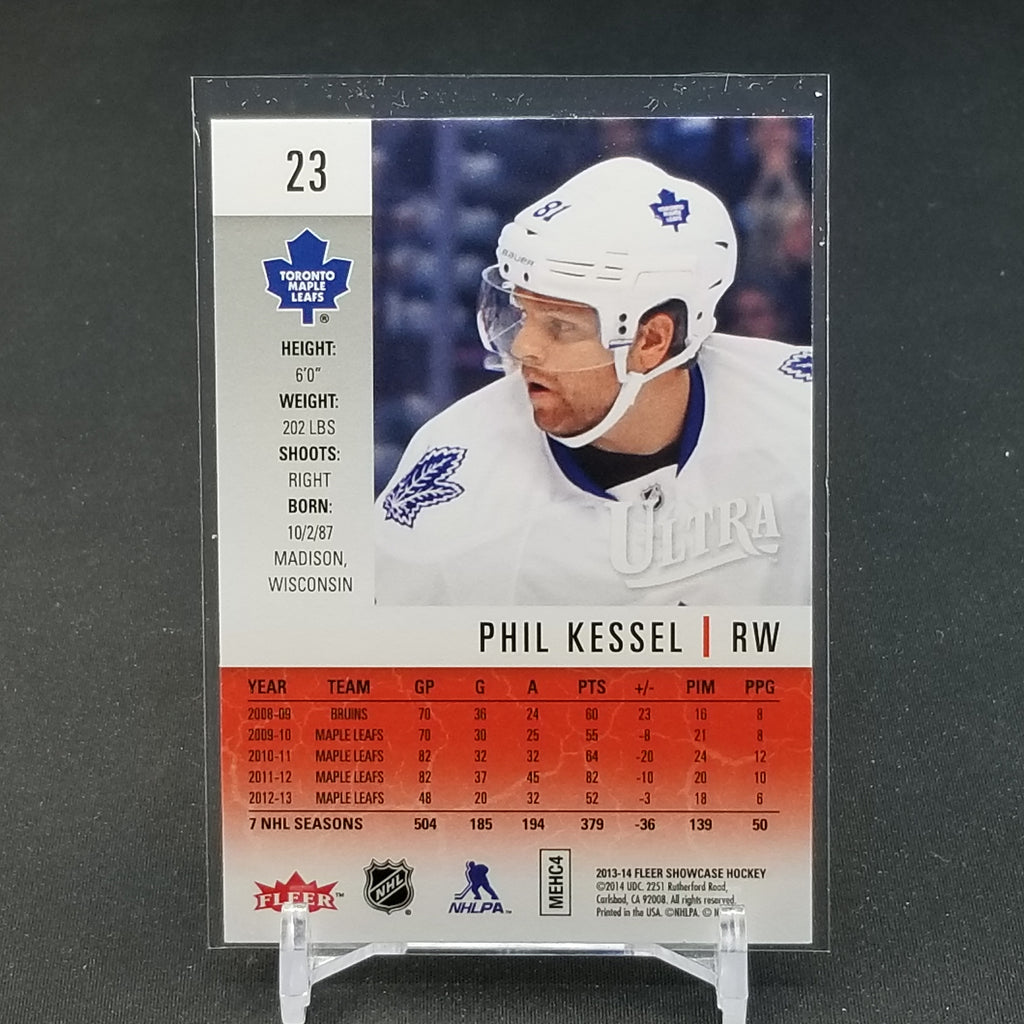 23
TORONTO
MAPLE
LEAFS
®
HEIGHT:
6'0"
WEIGHT:
202 LBS
SHOOTS:
RIGHT
BORN:
10/2/87
MADISON,
WISCONSIN
81
BAUER
TORONTO
MAPLE
LEAFS
ULTRA
PHIL KESSEL | RW
YEAR TEAM GP G A PTS +/- PIM PPG
2008-09 BRUINS 70 36 24 60 23 16 8
2009-10 MAPLE LEAFS 70 30 25 55 -8 21 8
2010-11 MAPLE LEAFS 82 32 32 64 -20 24 12
2011-12 MAPLE LEAFS 82 37 45 82 -10 20 10
2012-13 MAPLE LEAFS 48 20 32 52 -3 18 6
7 NHL SEASONS 504 185 194 379 -36 139 50
FLEER™
NHL®
NHLPA™
MEHC4
2013-14 FLEER SHOWCASE HOCKEY
©2014 UDC. 2251 Rutherford Road,
Carlsbad, CA 92008. All rights reserved.
Printed in the USA. ©NHLPA. © N